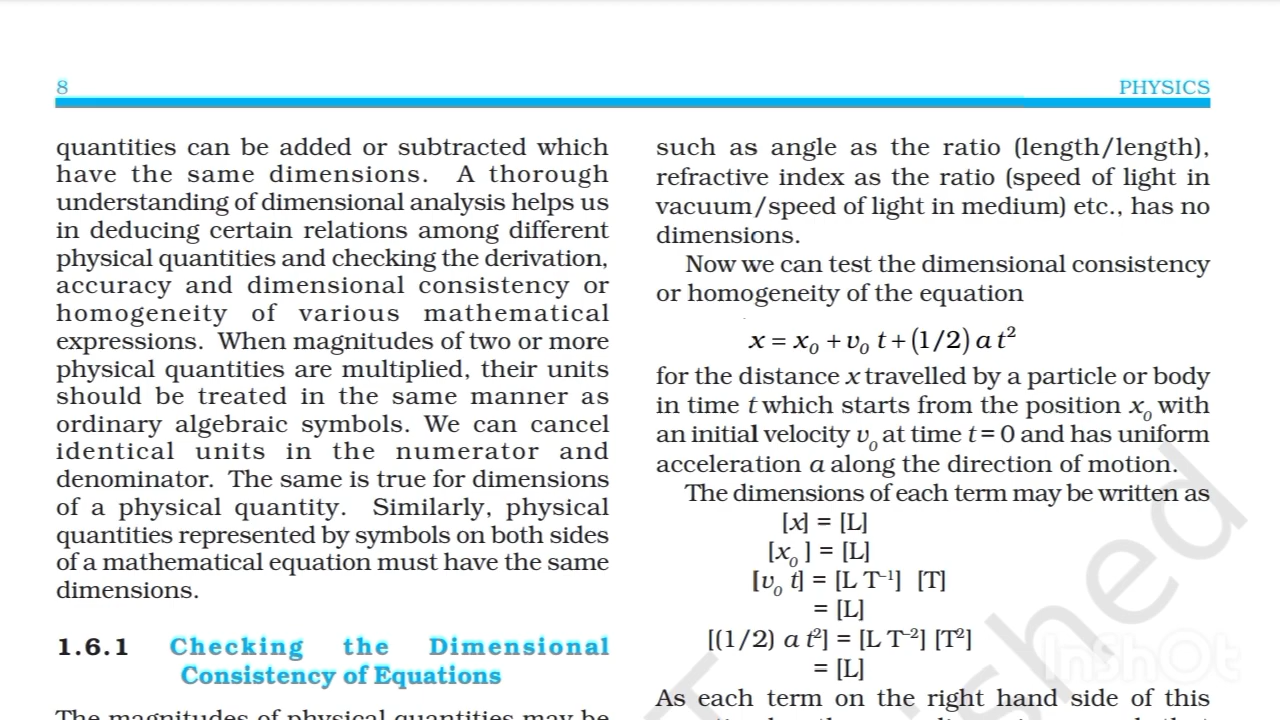 8
PHYSICS
quantities can be added or subtracted which
have the same dimensions. A thorough
understanding of dimensional analysis helps us
in deducing certain relations among different
physical quantities and checking the derivation,
accuracy and dimensional consistency or
homogeneity of various mathematical
expressions. When magnitudes of two or more
physical quantities are multiplied, their units
should be treated in the same manner as
ordinary algebraic symbols. We can cancel
identical units in the numerator and
denominator. The same is true for dimensions
of a physical quantity. Similarly, physical
quantities represented by symbols on both sides
of a mathematical equation must have the same
dimensions.
1.6.1 Checking the Dimensional
Consistency of Equations
The magnitudes of physical quantities may be
such as angle as the ratio (length/length),
refractive index as the ratio (speed of light in
vacuum/speed of light in medium) etc., has no
dimensions.
Now we can test the dimensional consistency
or homogeneity of the equation
x = x₀ + v₀ t + (1/2) a t²
for the distance x travelled by a particle or body
in time t which starts from the position x₀ with
an initial velocity v₀ at time t = 0 and has uniform
acceleration a along the direction of motion.
The dimensions of each term may be written as
[x] = [L]
[x₀ ] = [L]
[v₀ t] = [L T⁻¹] [T]
= [L]
[(1/2) a t²] = [L T⁻²] [T²]
= [L]
As each term on the right hand side of this
InShOt